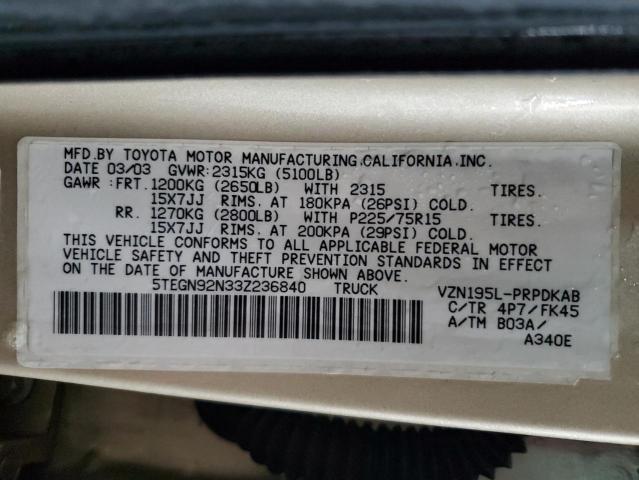 MFD.BY TOYOTA MOTOR MANUFACTURING,CALIFORNIA,INC.
DATE 03/03 GVWR:2315KG (5100LB)
GAWR :FRT.1200KG (2650LB) WITH 2315 TIRES.
15X7JJ RIMS. AT 180KPA (26PSI) COLD.
RR. 1270KG (2800LB) WITH P225/75R15 TIRES.
15X7JJ RIMS. AT 200KPA (29PSI) COLD.
THIS VEHICLE CONFORMS TO ALL APPLICABLE FEDERAL MOTOR
VEHICLE SAFETY AND THEFT PREVENTION STANDARDS IN EFFECT
ON THE DATE OF MANUFACTURE SHOWN ABOVE.
5TEGN92N33Z236840 TRUCK VZN195L-PRPDKAB
C/TR 4P7/FK45
A/TM B03A/
A340E